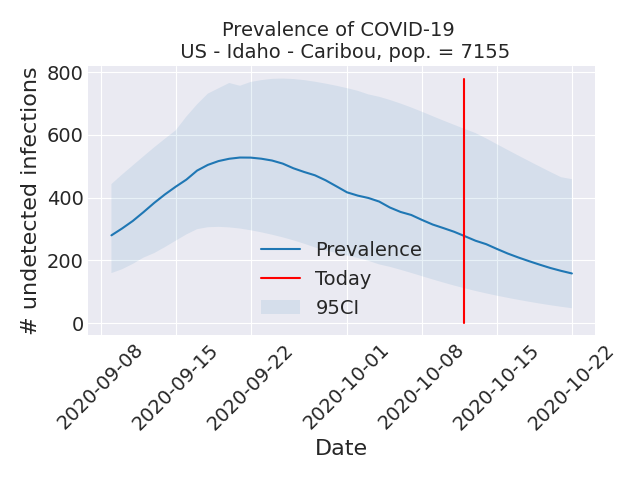 Prevalence of COVID-19
US - Idaho - Caribou, pop. = 7155
# undetected infections
800
600
400
200
0
Prevalence
Today
95CI
2020-09-08
2020-09-15
2020-09-22
2020-10-01
2020-10-08
2020-10-15
2020-10-22
Date